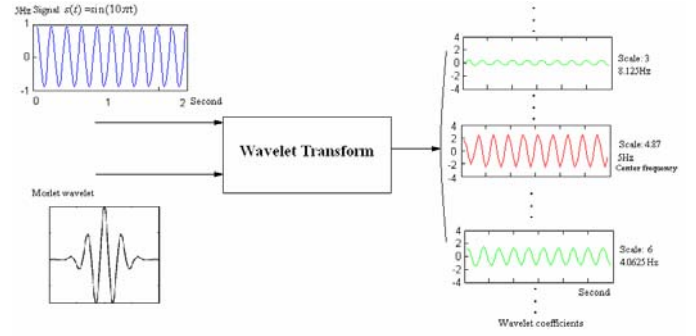 5Hz Signal ε(t) =sin(10πt)
1
0
-1
0 2 Second
Morlet wavelet
Wavelet Transform
4
2
0
-2
-4
Scale: 3
8.125Hz
4
2
0
-2
-4
Scale: 4.87
5Hz
Center frequency
4
2
0
-2
-4
Scale: 6
4.0625 Hz
Second
Wavelet coefficients